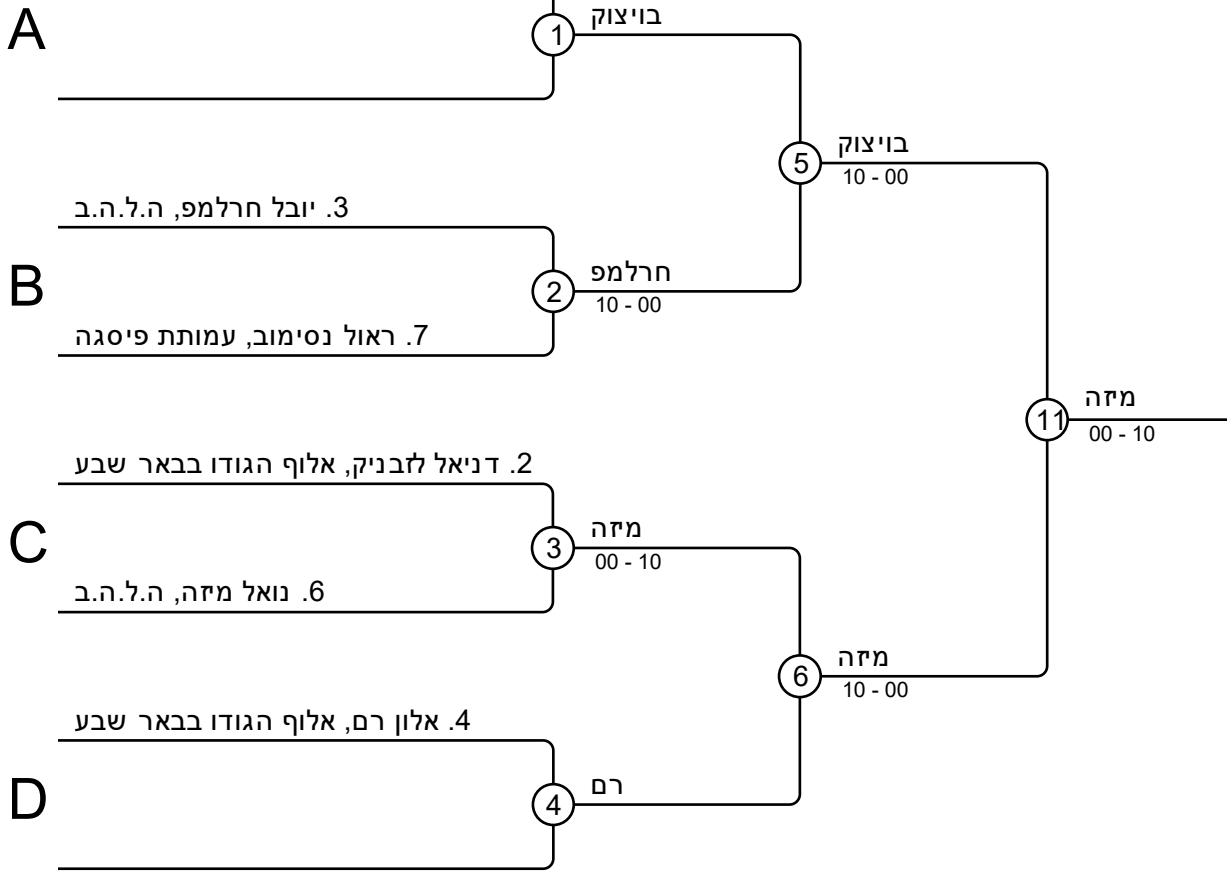 A
1
בויצוק
5
בויצוק
10 - 00
3. יובל חרלמפ, ה.ל.ה.ב
B
2
חרלמפ
10 - 00
7. ראול נסימוב, עמותת פיסגה
11
מיזה
00 - 10
2. דניאל לזבניק, אלוף הגודו בבאר שבע
C
3
מיזה
00 - 10
6. נואל מיזה, ה.ל.ה.ב
6
מיזה
10 - 00
4. אלון רם, אלוף הגודו בבאר שבע
D
4
רם